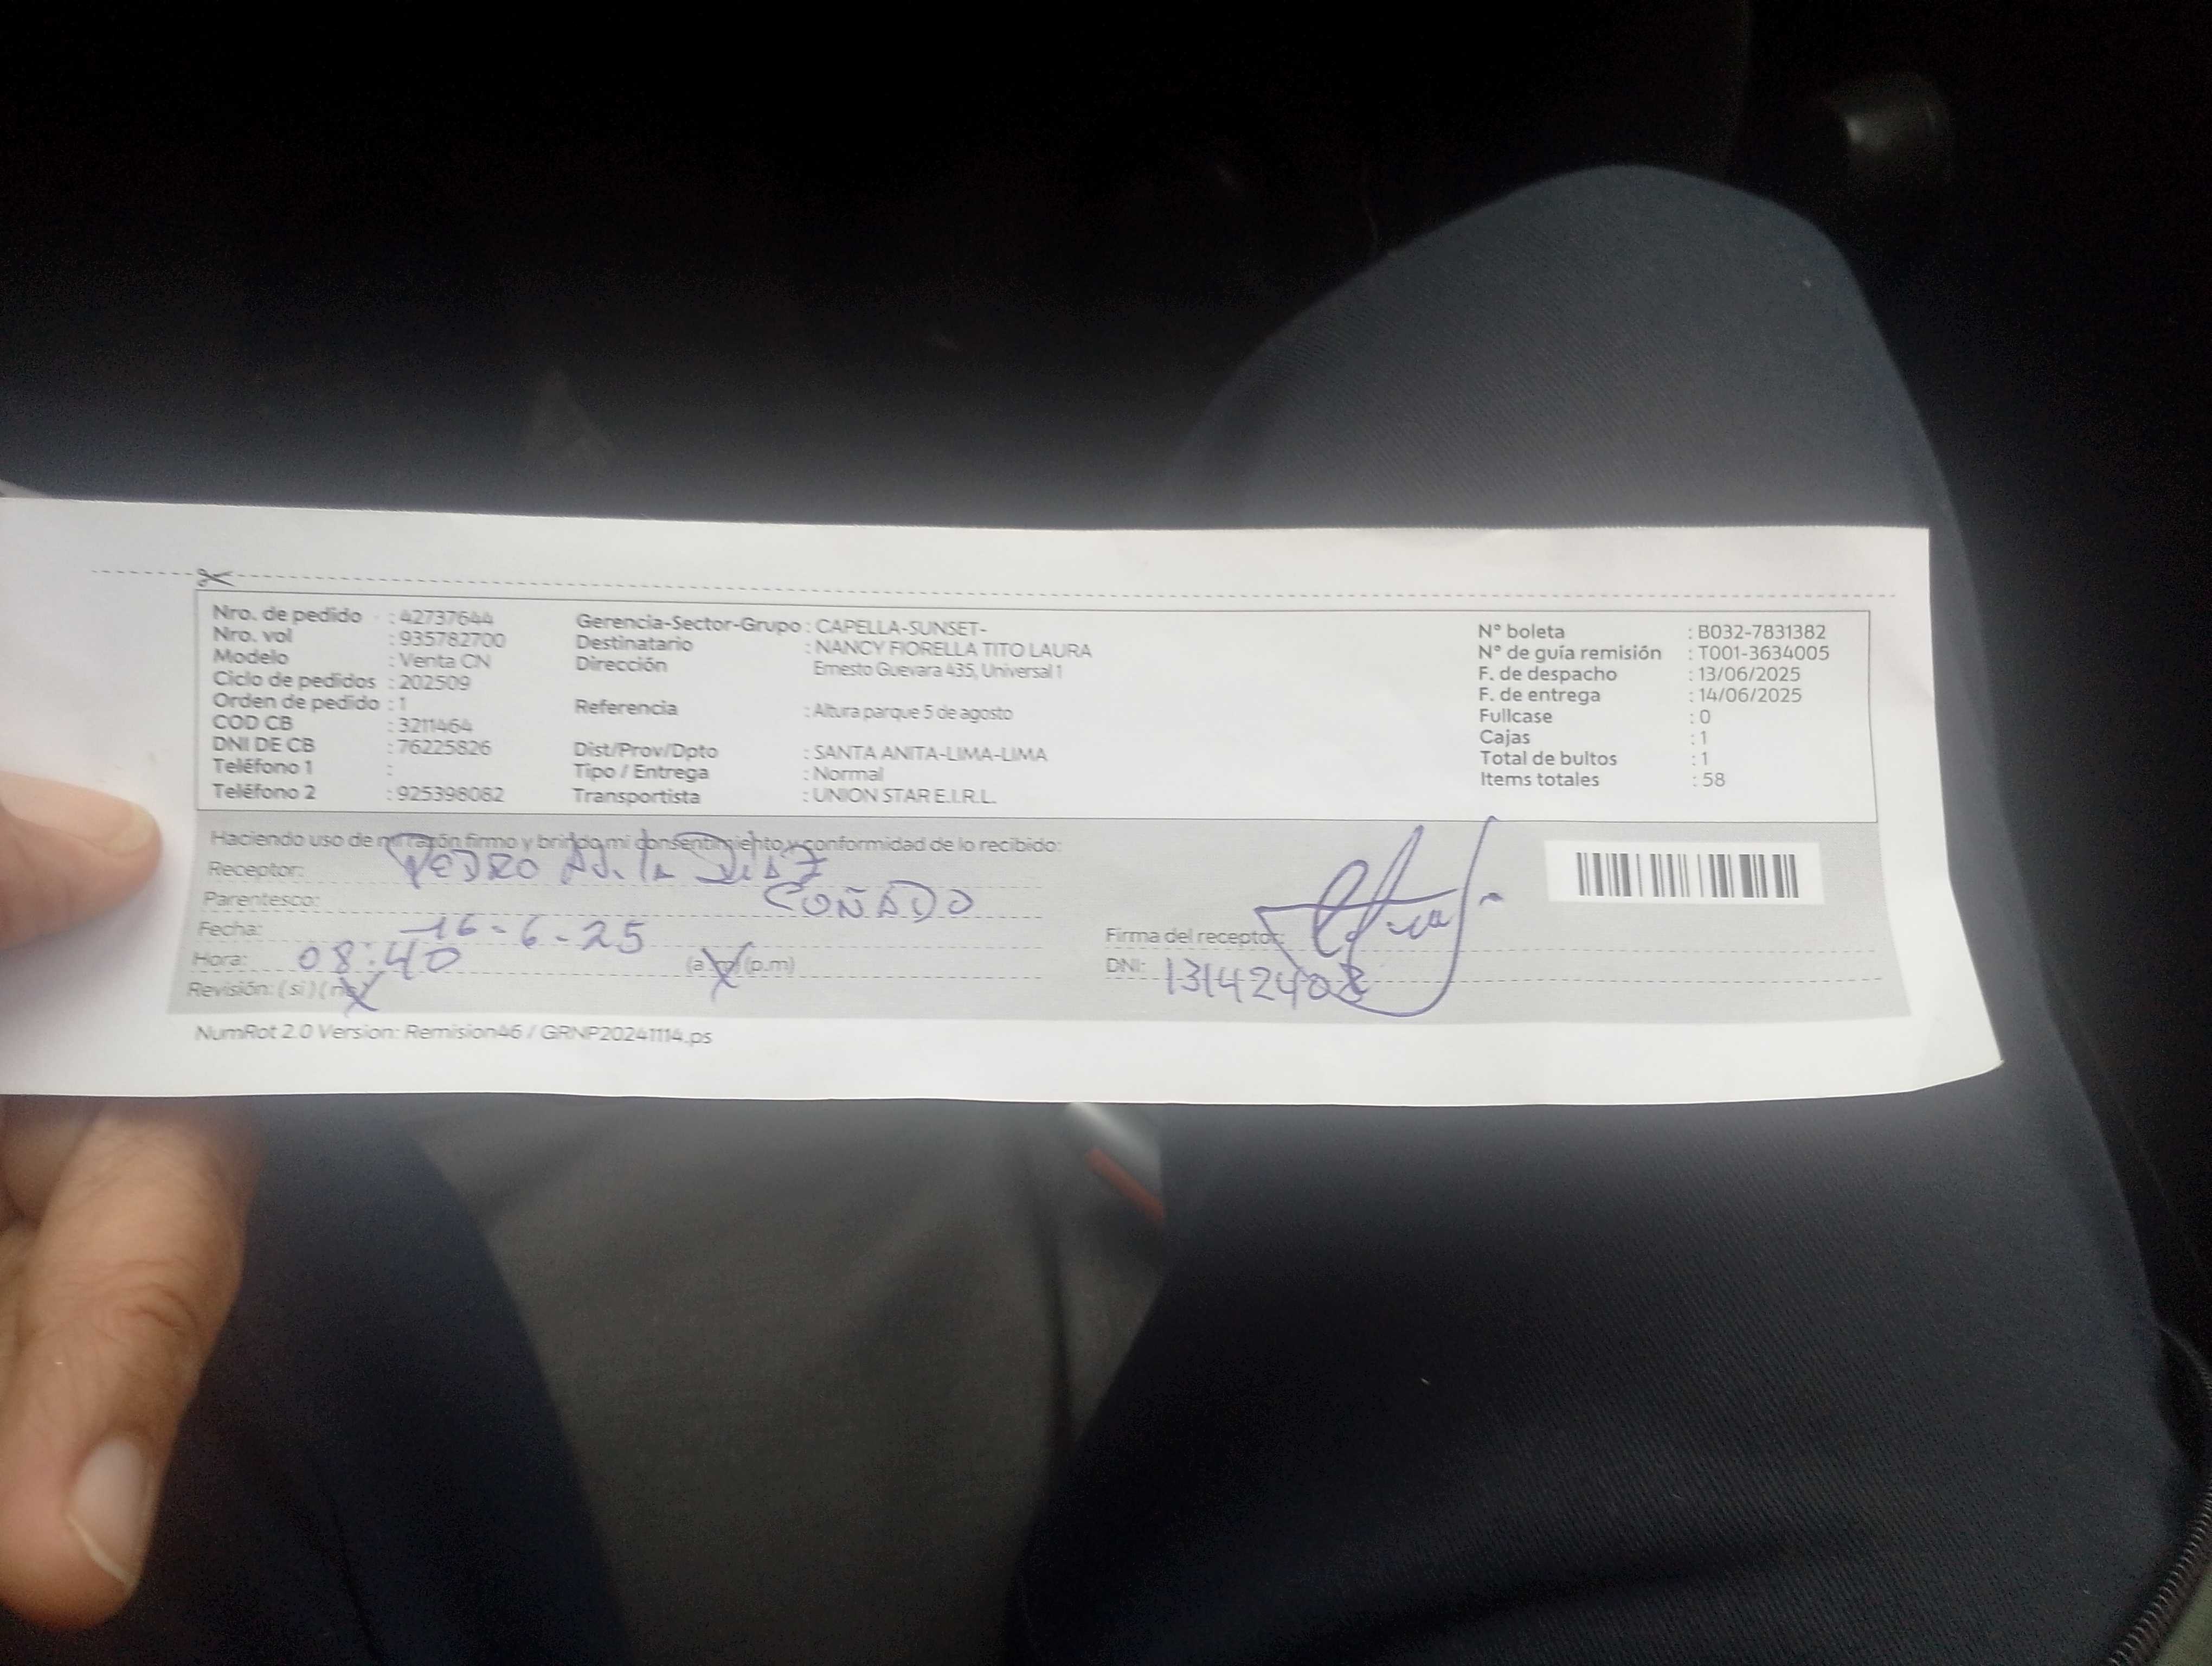 Nro. de pedido : 42737644
Nro. vol : 935782700
Modelo : Venta CN
Ciclo de pedidos : 202509
Orden de pedido : 1
COD CB : 3211464
DNI DE CB : 76225826
Teléfono 1 :
Teléfono 2 : 925398082
Gerencia-Sector-Grupo : CAPELLA-SUNSET-
Destinatario : NANCY FIORELLA TITO LAURA
Dirección Ernesto Guevara 435, Universal 1
Referencia : Altura parque 5 de agosto
Dist/Prov/Dpto : SANTA ANITA-LIMA-LIMA
Tipo / Entrega : Normal
Transportista : UNION STAR E.I.R.L.
N° boleta : B032-7831382
N° de guía remisión : T001-3634005
F. de despacho : 13/06/2025
F. de entrega : 14/06/2025
Fullcase : 0
Cajas : 1
Total de bultos : 1
Items totales : 58
Haciendo uso de mi razón firmo y brindo mi consentimiento y conformidad de lo recibido:
Receptor: PEDRO
Parentesco: COÑADO
Fecha: 16-6-25
Hora: 08:40 (a.m) (p.m)
Revisión: (si) (no)
Firma del receptor:
DNI: 13142408
NumRot 2.0 Version: Remision46 / GRNP20241114.ps